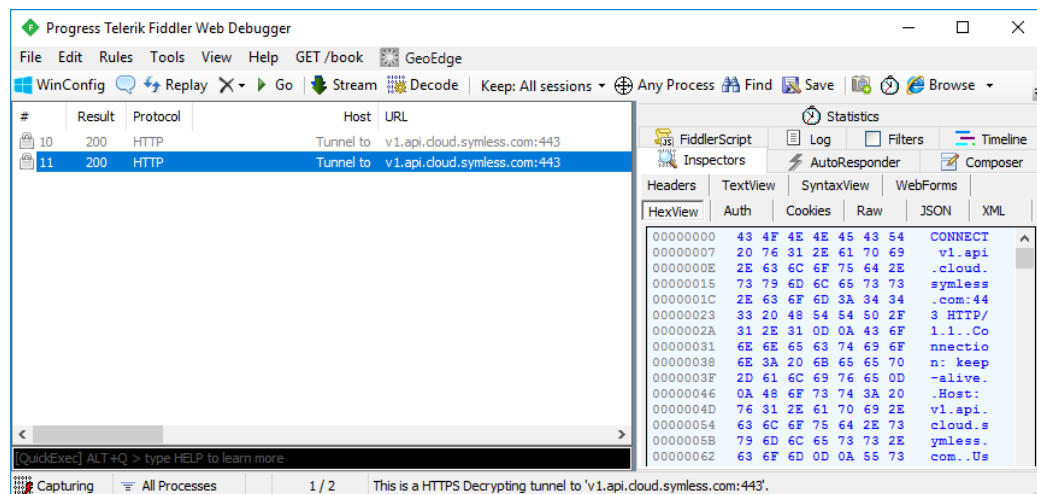 Progress Telerik Fiddler Web Debugger
File Edit Rules Tools View Help GET /book GeoEdge
WinConfig Replay Go Stream Decode Keep: All sessions Any Process Find Save Browse
# Result Protocol Host URL
10 200 HTTP Tunnel to v1.api.cloud.symless.com:443
11 200 HTTP Tunnel to v1.api.cloud.symless.com:443
Statistics
FiddlerScript Log Filters Timeline
Inspectors AutoResponder Composer
Headers TextView SyntaxView WebForms
HexView Auth Cookies Raw JSON XML
00000000 43 4F 4E 4E 45 43 54 CONNECT
00000007 20 76 31 2E 61 70 69 v1.api
0000000E 2E 63 6C 6F 75 64 2E .cloud.
00000015 73 79 6D 6C 65 73 73 symless
0000001C 2E 63 6F 6D 3A 34 34 .com:44
00000023 33 20 48 54 54 50 2F 3 HTTP/
0000002A 31 2E 31 0D 0A 43 6F 1.1..Co
00000031 6E 6E 65 63 74 69 6F nnectio
00000038 6E 3A 20 6B 65 65 70 n: keep
0000003F 2D 61 6C 69 76 65 0D -alive.
00000046 0A 48 6F 73 74 3A 20 .Host:
0000004D 76 31 2E 61 70 69 2E v1.api.
00000054 63 6C 6F 75 64 2E 73 cloud.s
0000005B 79 6D 6C 65 73 73 2E ymless.
00000062 63 6F 6D 0D 0A 55 73 com..Us
[QuickExec] ALT+Q > type HELP to learn more
Capturing All Processes 1 / 2 This is a HTTPS Decrypting tunnel to 'v1.api.cloud.symless.com:443'.